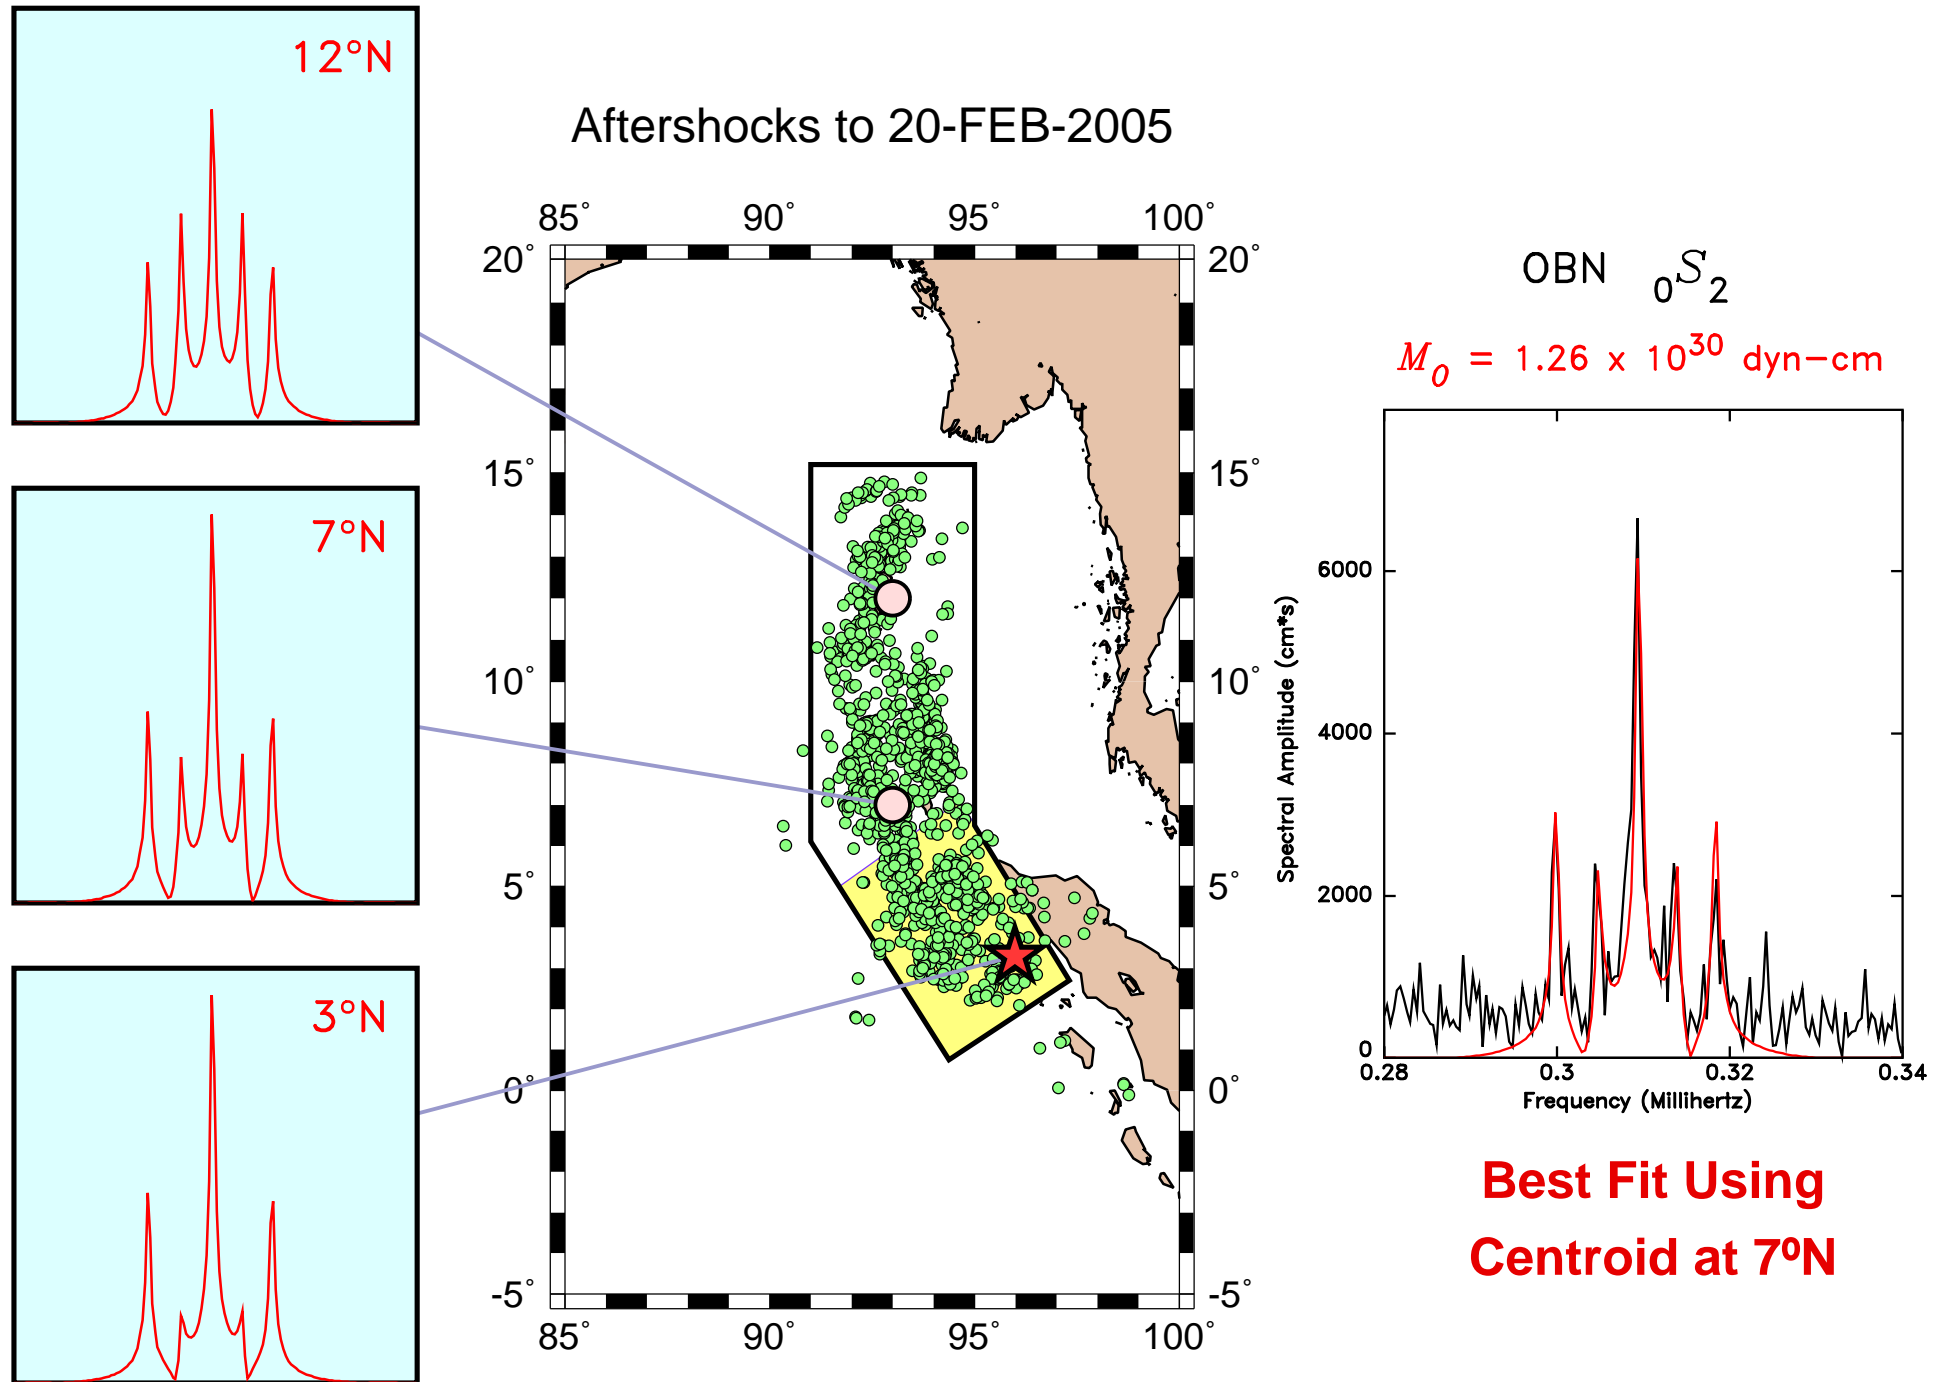 12°N
7°N
3°N
Aftershocks to 20-FEB-2005
85° 90° 95° 100°
20° 20°
15° 15°
10° 10°
5° 5°
0° 0°
-5° -5°
85° 90° 95° 100°
OBN ₀S₂
M₀ = 1.26 x 10³⁰ dyn-cm
Spectral Amplitude (cm*s)
6000
4000
2000
0
0.28 0.3 0.32 0.34
Frequency (Millihertz)
Best Fit Using
Centroid at 7ºN